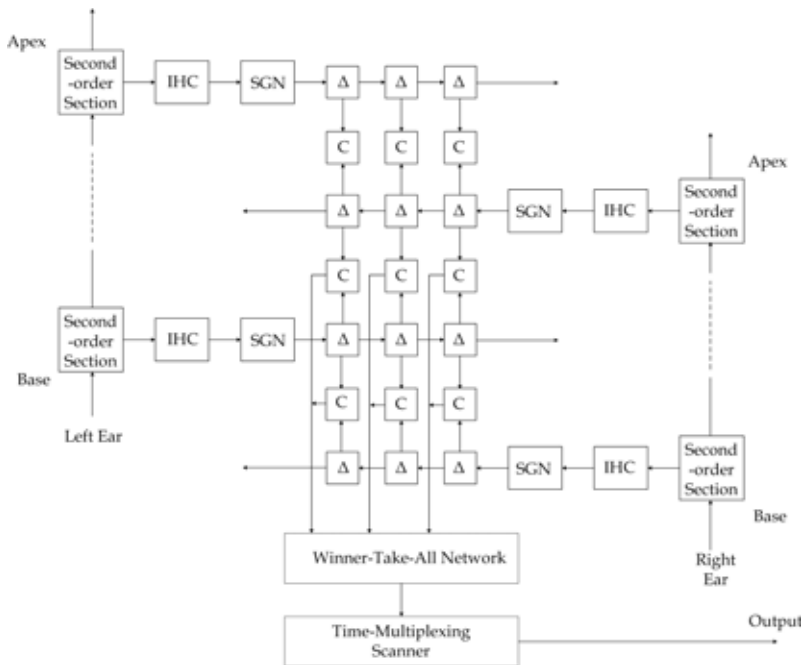 Apex
Second
-order
Section
IHC
SGN
Δ
Δ
Δ
C
C
C
Apex
Δ
Δ
Δ
SGN
IHC
Second
-order
Section
C
C
C
Second
-order
Section
IHC
SGN
Δ
Δ
Δ
Base
C
C
C
Left Ear
Δ
Δ
Δ
SGN
IHC
Second
-order
Section
Base
Winner-Take-All Network
Right
Ear
Time-Multiplexing
Scanner
Output